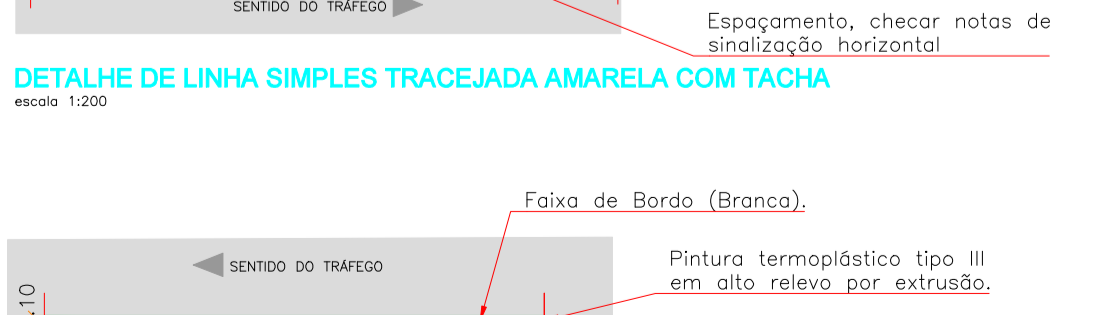 SENTIDO DO TRÁFEGO
Espaçamento, checar notas de
sinalização horizontal
DETALHE DE LINHA SIMPLES TRACEJADA AMARELA COM TACHA
escala 1:200
Faixa de Bordo (Branca).
SENTIDO DO TRÁFEGO
Pintura termoplástico tipo III
em alto relevo por extrusão.
.10